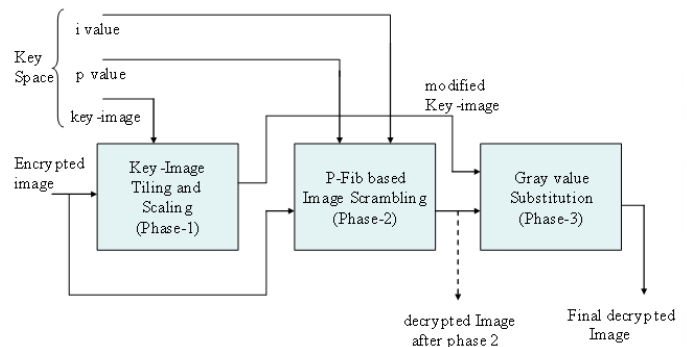 i value
Key
Space
p value
key-image
modified
Key-image
Encrypted
image
Key-Image
Tiling and
Scaling
(Phase-1)
P-Fib based
Image Scrambling
(Phase-2)
Gray value
Substitution
(Phase-3)
decrypted Image
after phase 2
Final decrypted
Image